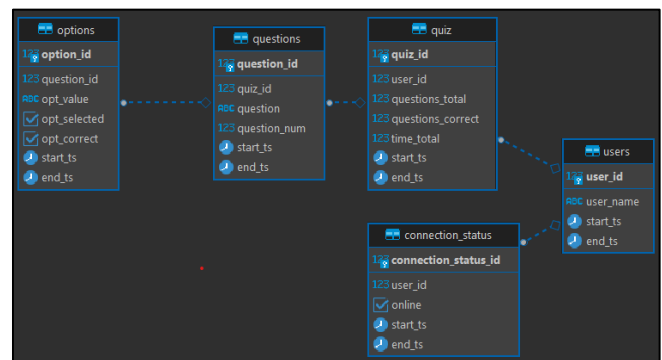 options
123 option_id
123 question_id
ABC opt_value
opt_selected
opt_correct
start_ts
end_ts
questions
123 question_id
123 quiz_id
ABC question
123 question_num
start_ts
end_ts
quiz
123 quiz_id
123 user_id
123 questions_total
123 questions_correct
123 time_total
start_ts
end_ts
users
123 user_id
ABC user_name
start_ts
end_ts
connection_status
123 connection_status_id
123 user_id
online
start_ts
end_ts